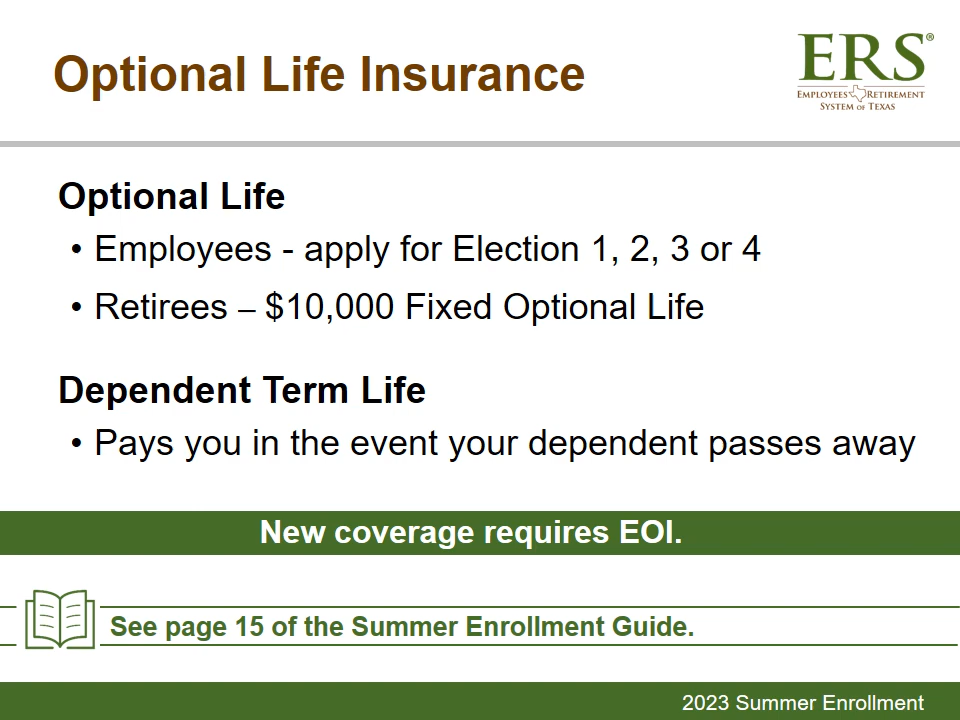 Optional Life Insurance
ERS®
EMPLOYEES RETIREMENT
SYSTEM OF TEXAS
Optional Life
• Employees - apply for Election 1, 2, 3 or 4
• Retirees – $10,000 Fixed Optional Life
Dependent Term Life
• Pays you in the event your dependent passes away
New coverage requires EOI.
See page 15 of the Summer Enrollment Guide.
2023 Summer Enrollment